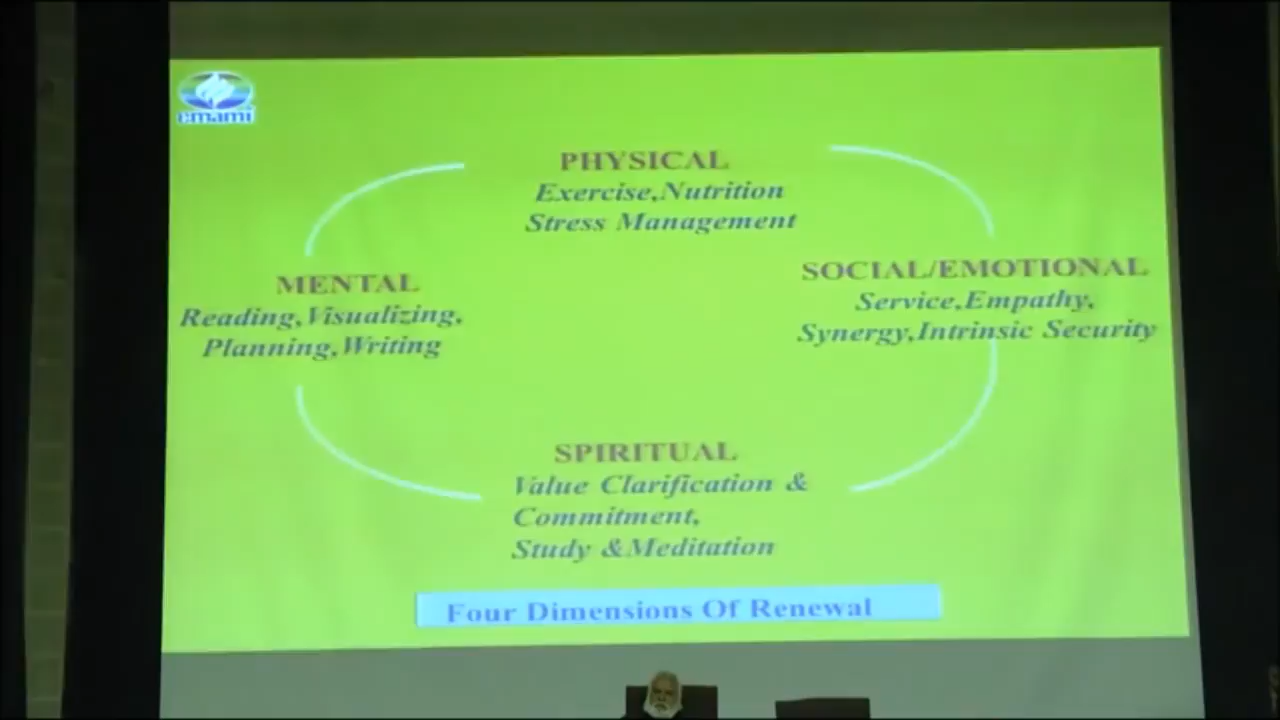 emami
PHYSICAL
Exercise,Nutrition
Stress Management
MENTAL
Reading,Visualizing,
Planning,Writing
SOCIAL/EMOTIONAL
Service,Empathy,
Synergy,Intrinsic Security
SPIRITUAL
Value Clarification &
Commitment,
Study &Meditation
Four Dimensions Of Renewal